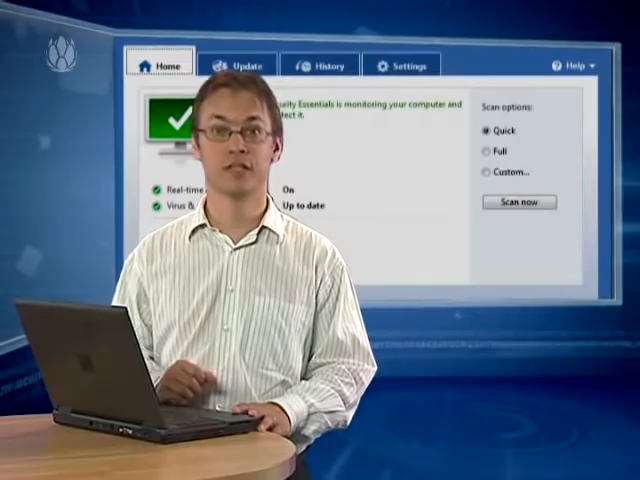 Home
Update
History
Settings
Help
urity Essentials is monitoring your computer and
tect it.
Scan options:
Quick
Full
Custom...
Scan now
Real-time
On
Virus &
Up to date